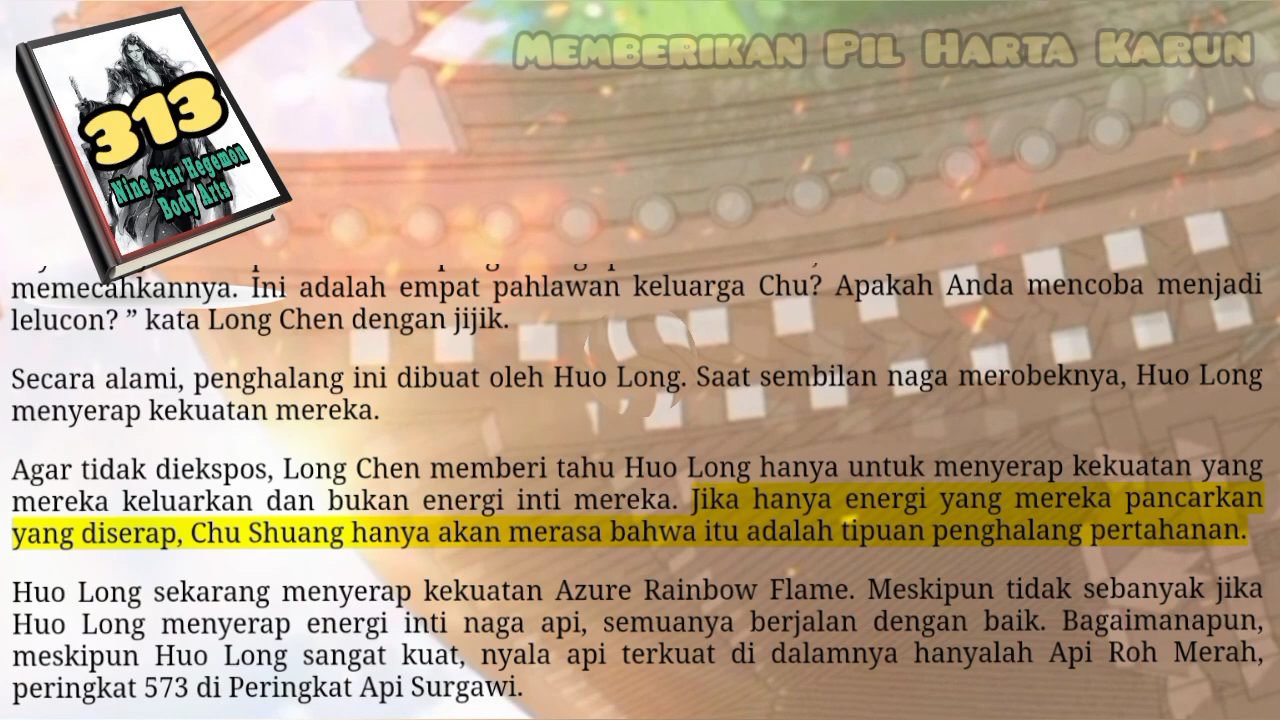 Memberikan Pil Harta Karun
313
Nine Star Hegemon
Body Arts
memecahkannya. Ini adalah empat pahlawan keluarga Chu? Apakah Anda mencoba menjadi
lelucon? ” kata Long Chen dengan jijik.
Secara alami, penghalang ini dibuat oleh Huo Long. Saat sembilan naga merobeknya, Huo Long
menyerap kekuatan mereka.
Agar tidak diekspos, Long Chen memberi tahu Huo Long hanya untuk menyerap kekuatan yang
mereka keluarkan dan bukan energi inti mereka. Jika hanya energi yang mereka pancarkan
yang diserap, Chu Shuang hanya akan merasa bahwa itu adalah tipuan penghalang pertahanan.
Huo Long sekarang menyerap kekuatan Azure Rainbow Flame. Meskipun tidak sebanyak jika
Huo Long menyerap energi inti naga api, semuanya berjalan dengan baik. Bagaimanapun,
meskipun Huo Long sangat kuat, nyala api terkuat di dalamnya hanyalah Api Roh Merah,
peringkat 573 di Peringkat Api Surgawi.